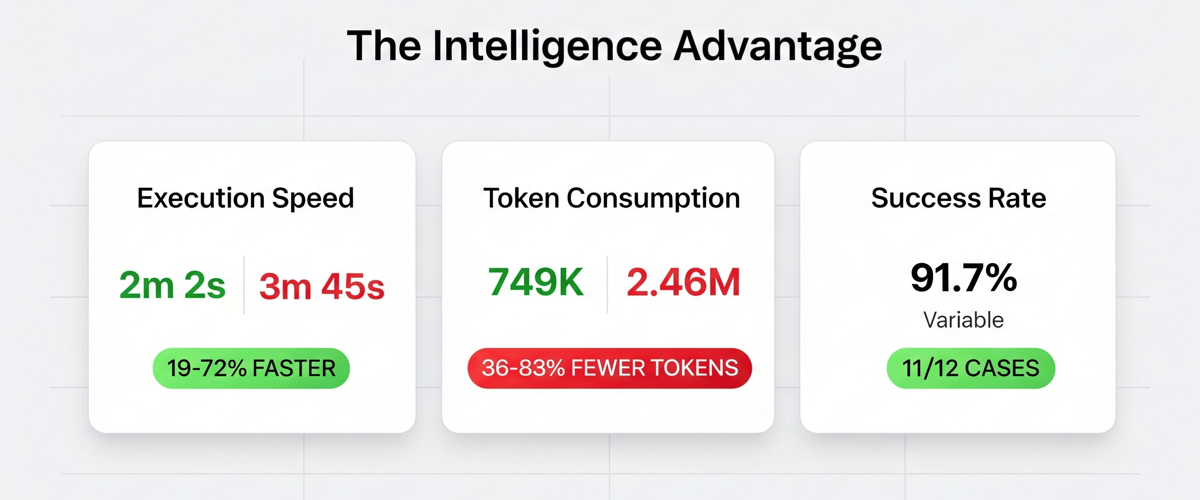 The Intelligence Advantage
Execution Speed
2m 2s 3m 45s
19-72% FASTER
Token Consumption
749K 2.46M
36-83% FEWER TOKENS
Success Rate
91.7%
Variable
11/12 CASES